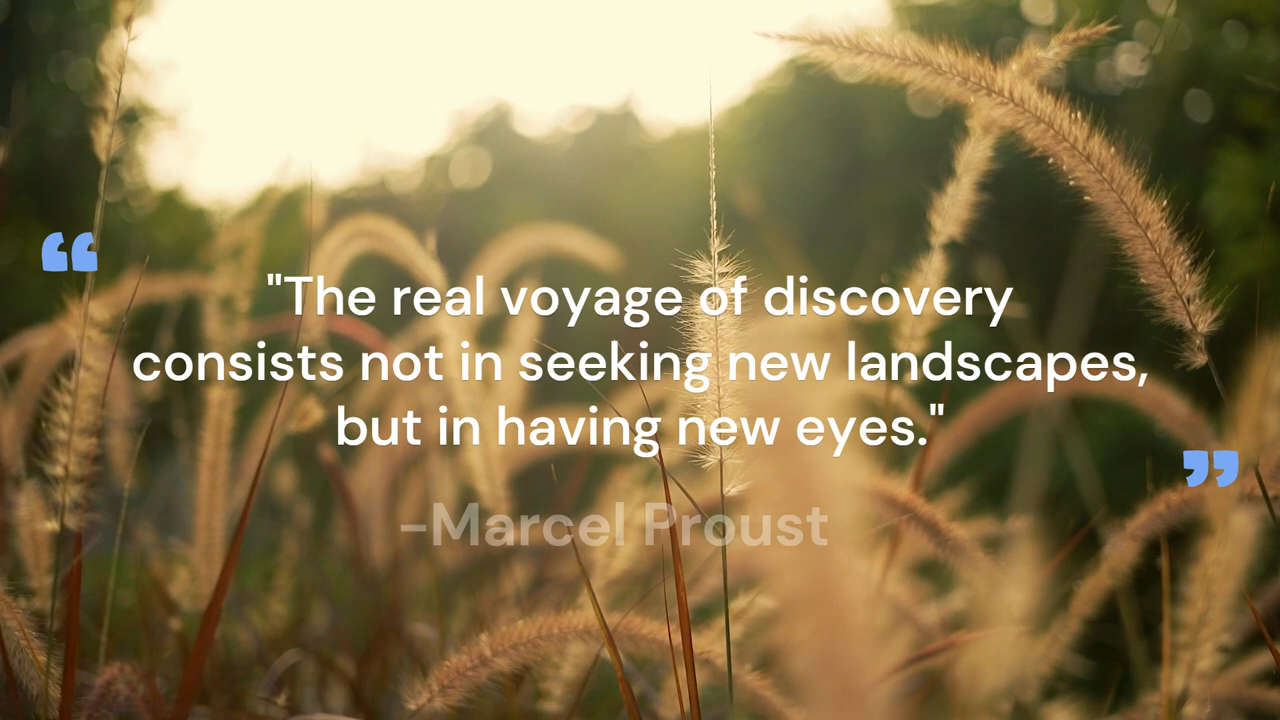 "The real voyage of discovery
consists not in seeking new landscapes,
but in having new eyes."
-Marcel Proust